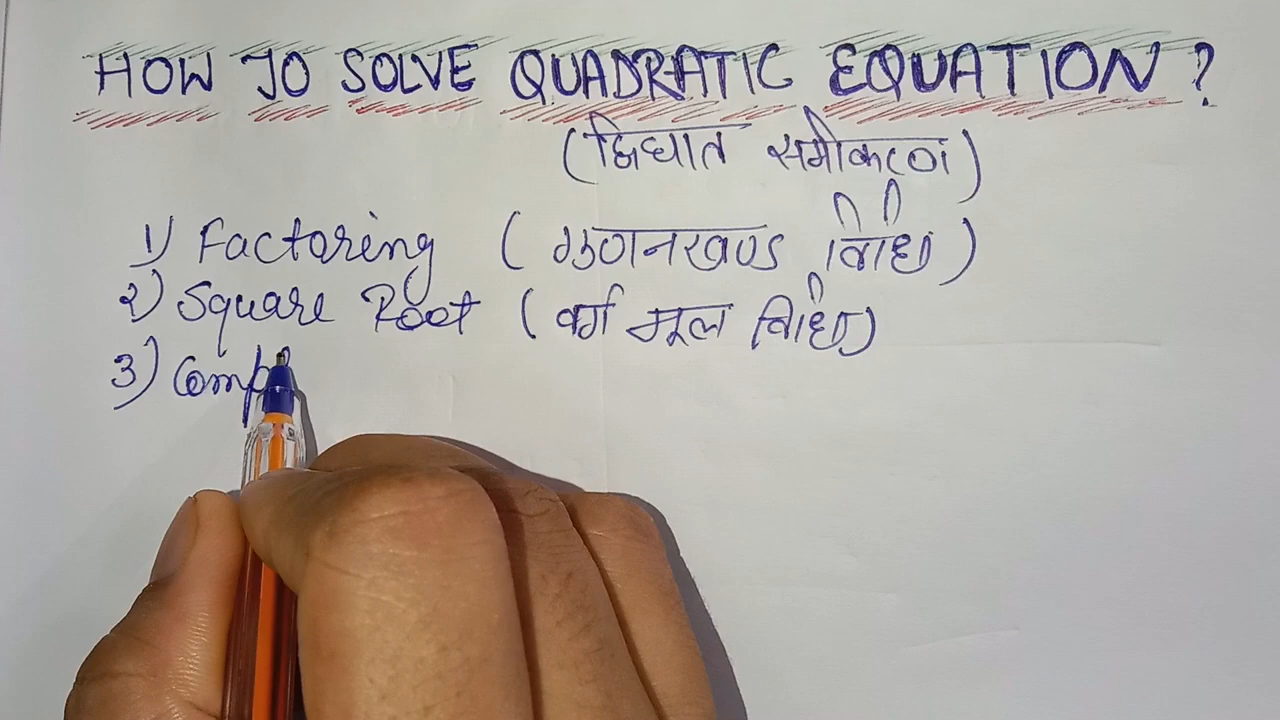 HOW TO SOLVE QUADRATIC EQUATION ?
(द्विघात समीकरण)
1) Factoring ( गुणनखण्ड विधि )
2) Square Root ( वर्ग मूल विधि)
3) Comp